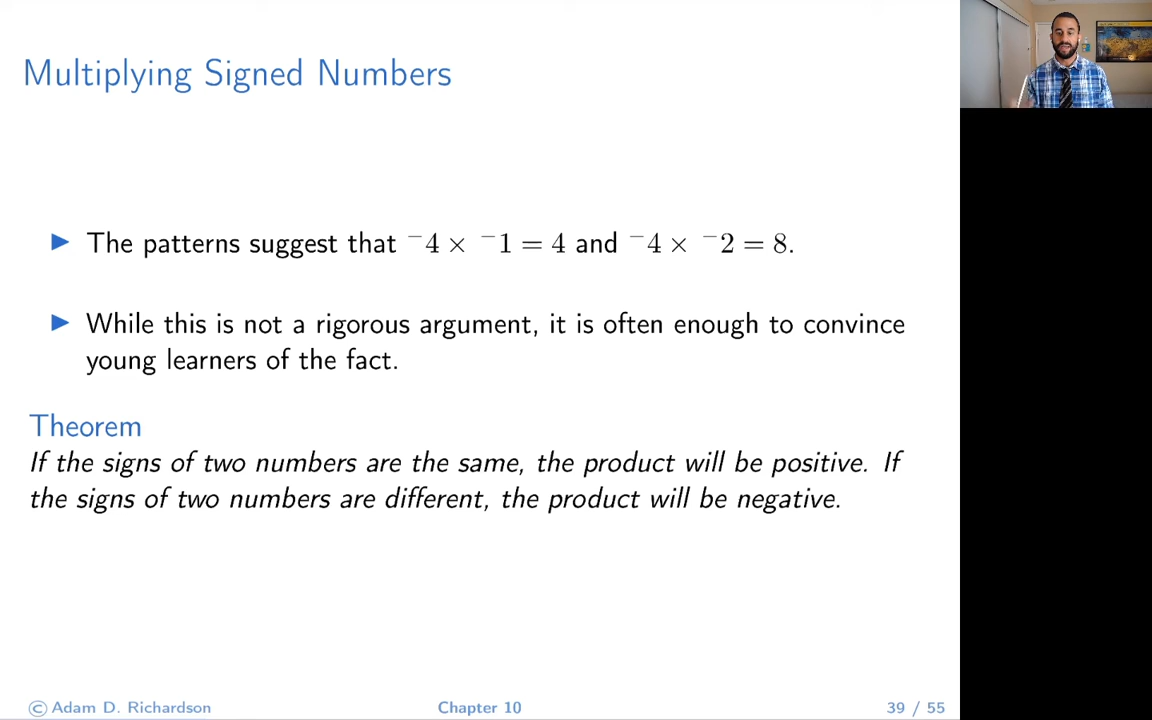 Multiplying Signed Numbers
▶ The patterns suggest that ⁻4 × ⁻1 = 4 and ⁻4 × ⁻2 = 8.
▶ While this is not a rigorous argument, it is often enough to convince
young learners of the fact.
Theorem
If the signs of two numbers are the same, the product will be positive. If
the signs of two numbers are different, the product will be negative.
© Adam D. Richardson Chapter 10 39 / 55